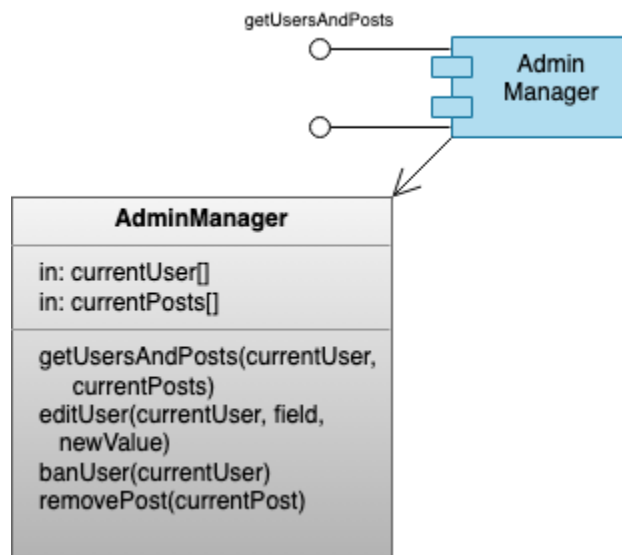 getUsersAndPosts
Admin
Manager
AdminManager
in: currentUser[]
in: currentPosts[]
getUsersAndPosts(currentUser,
currentPosts)
editUser(currentUser, field,
newValue)
banUser(currentUser)
removePost(currentPost)